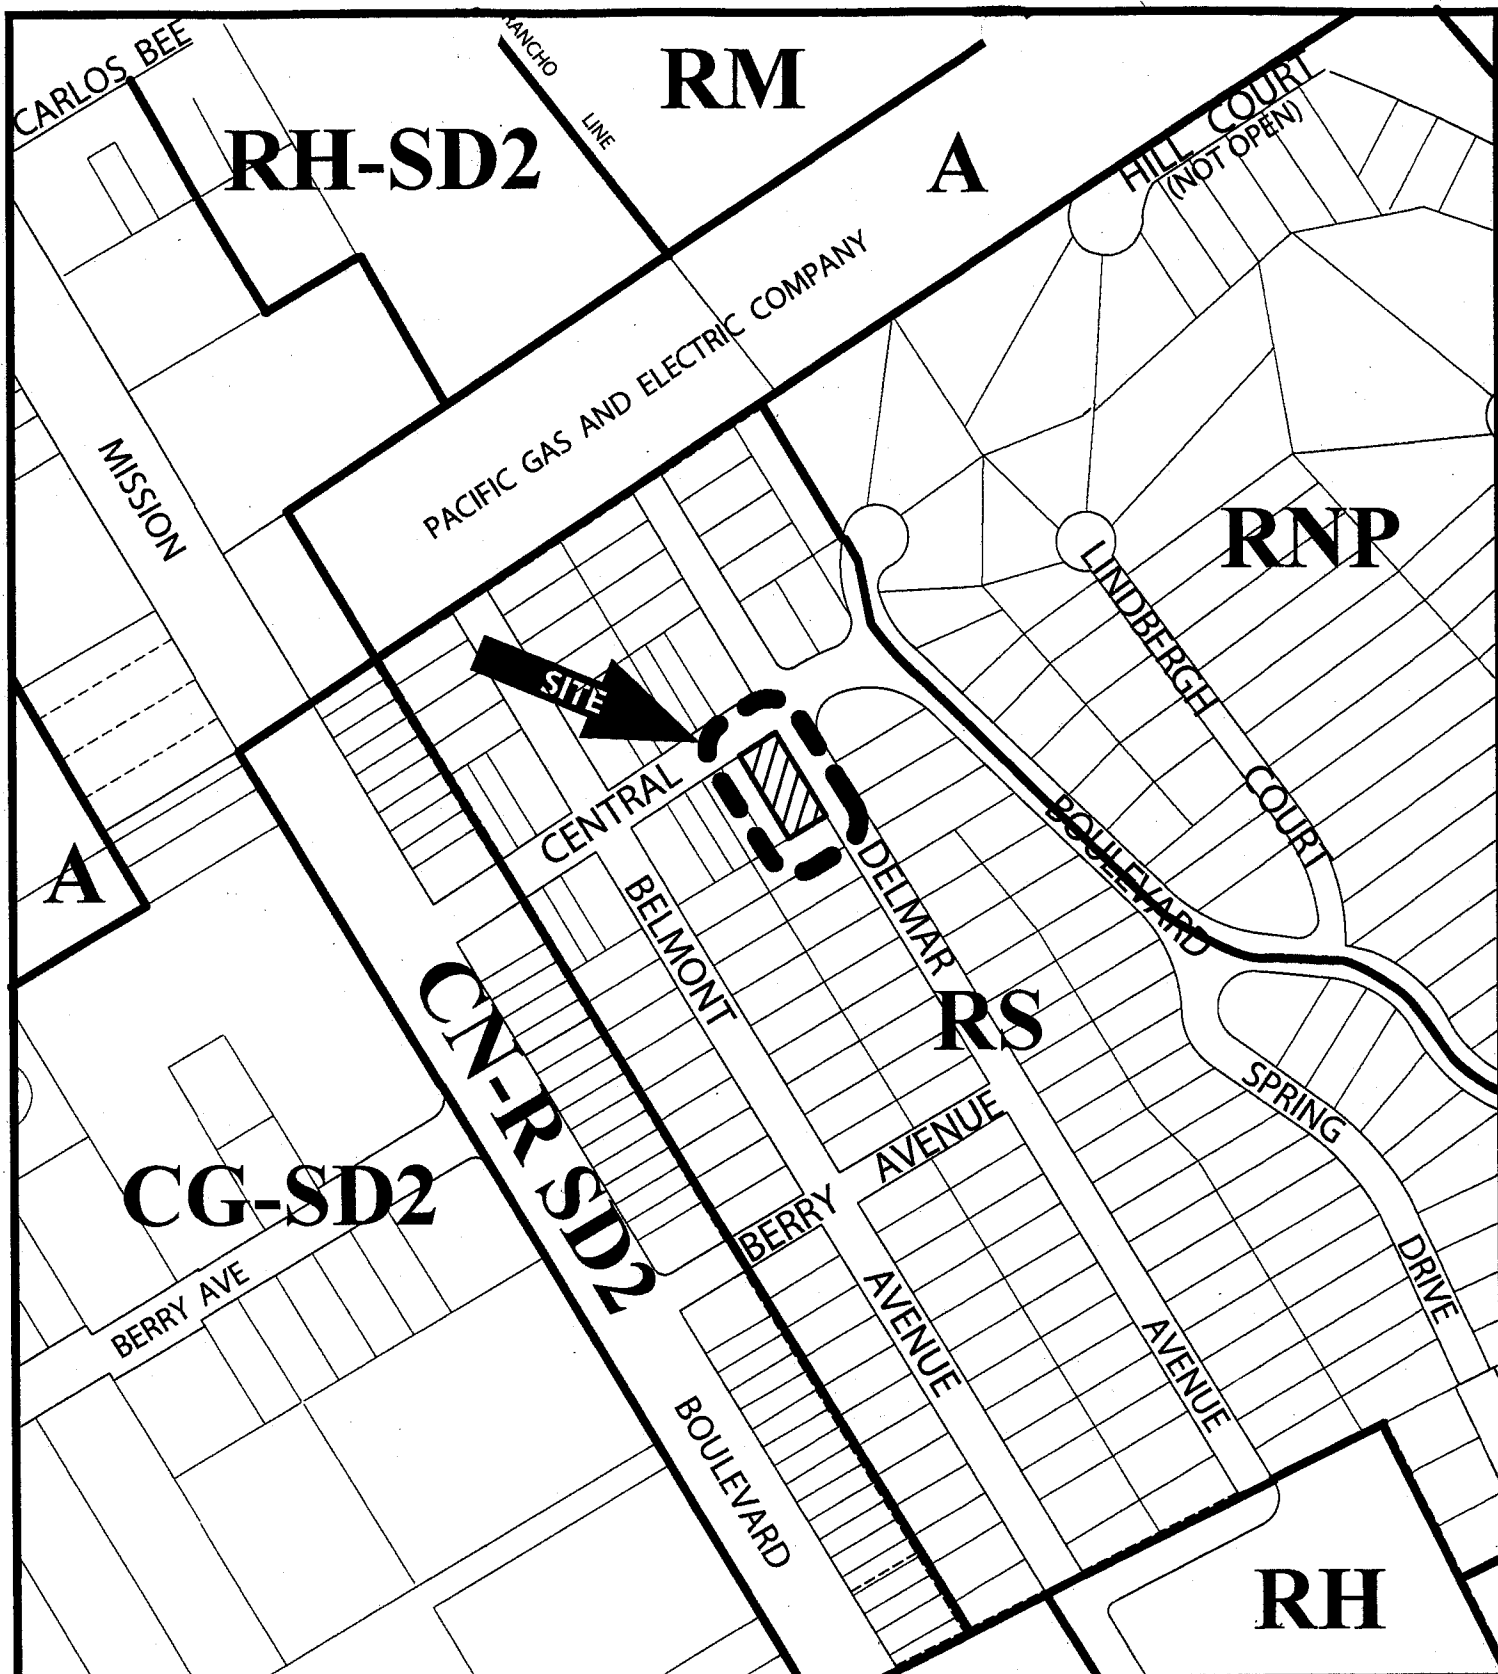 CARLOS BEE
RANCHO
LINE
RM
RH-SD2
A
HILL COURT
(NOT OPEN)
PACIFIC GAS AND ELECTRIC COMPANY
MISSION
RNP
LINDBERGH
COURT
SITE
CENTRAL
BOULEVARD
A
BELMONT
DELMAR
CN-R SD2
RS
SPRING
DRIVE
CG-SD2
BERRY AVENUE
BERRY AVE
AVENUE
AVENUE
BOULEVARD
RH